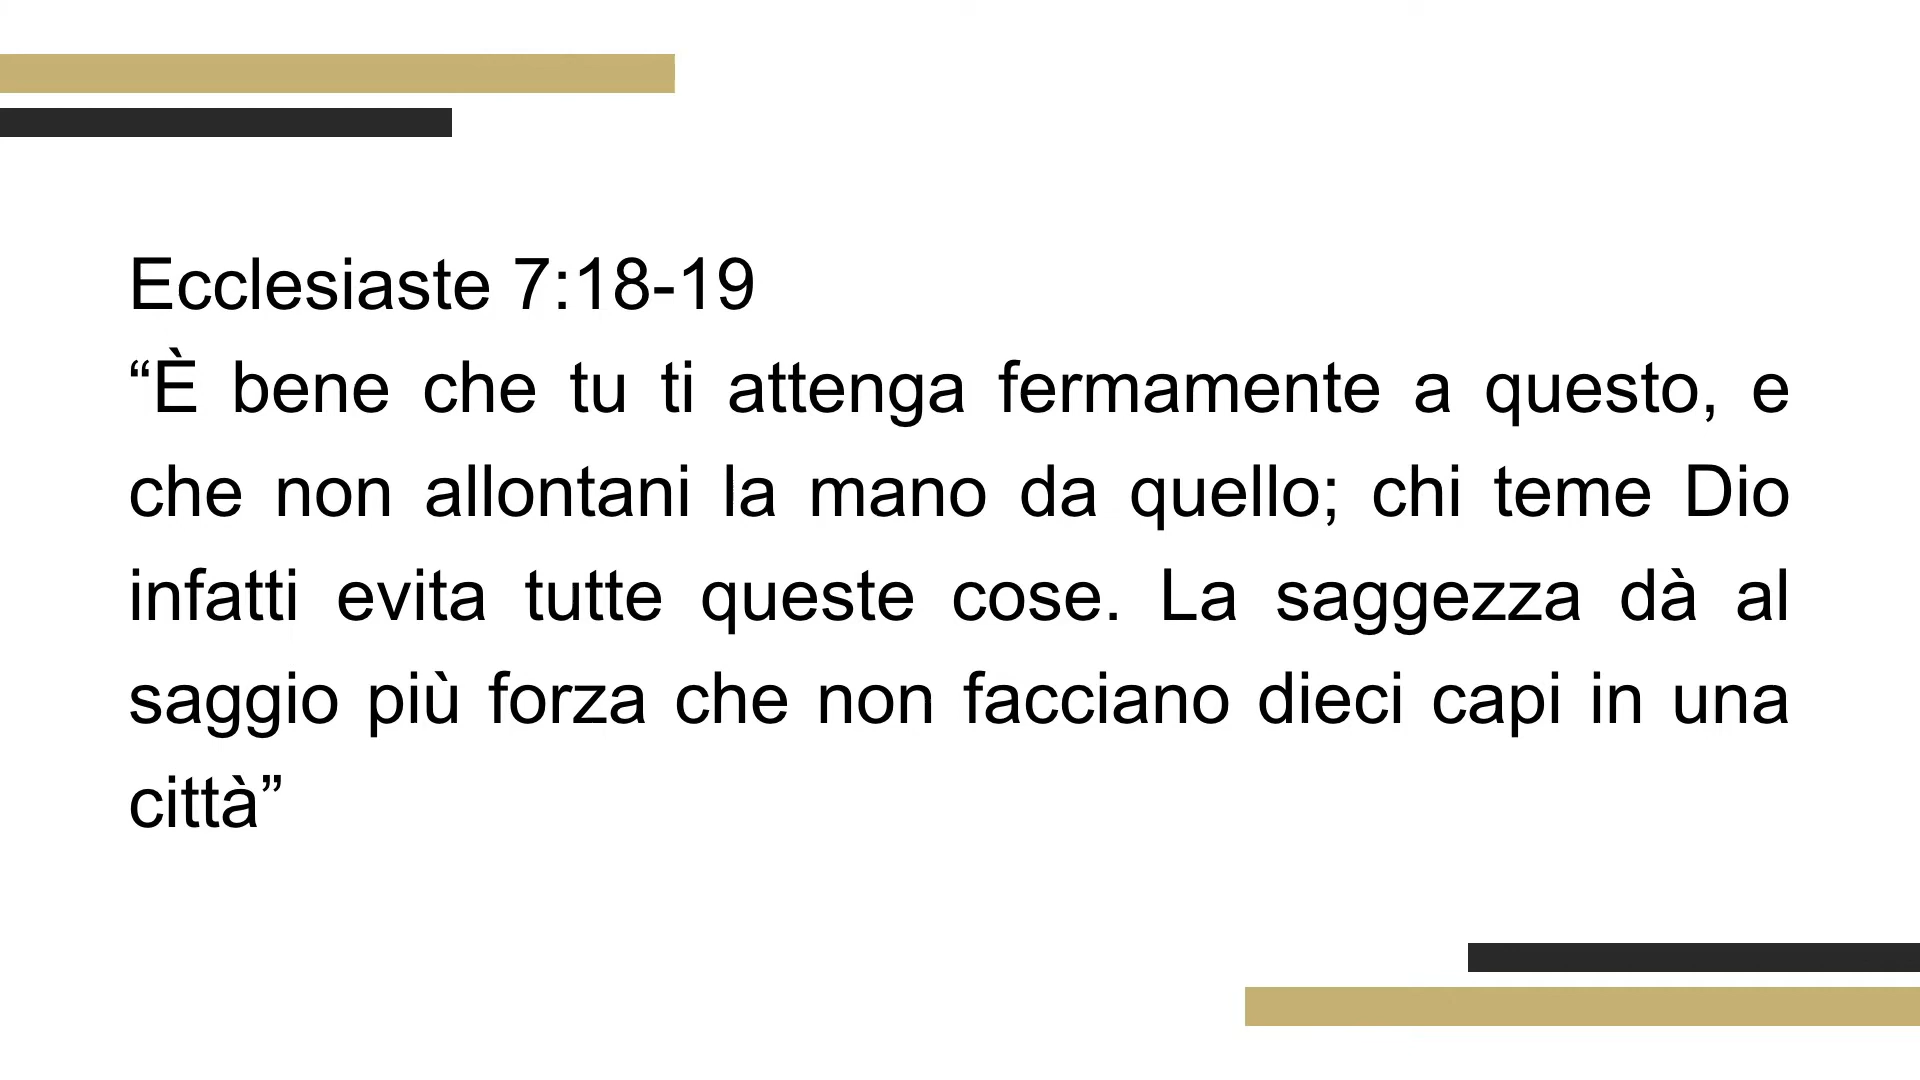 Ecclesiaste 7:18-19
“È bene che tu ti attenga fermamente a questo, e
che non allontani la mano da quello; chi teme Dio
infatti evita tutte queste cose. La saggezza dà al
saggio più forza che non facciano dieci capi in una
città”